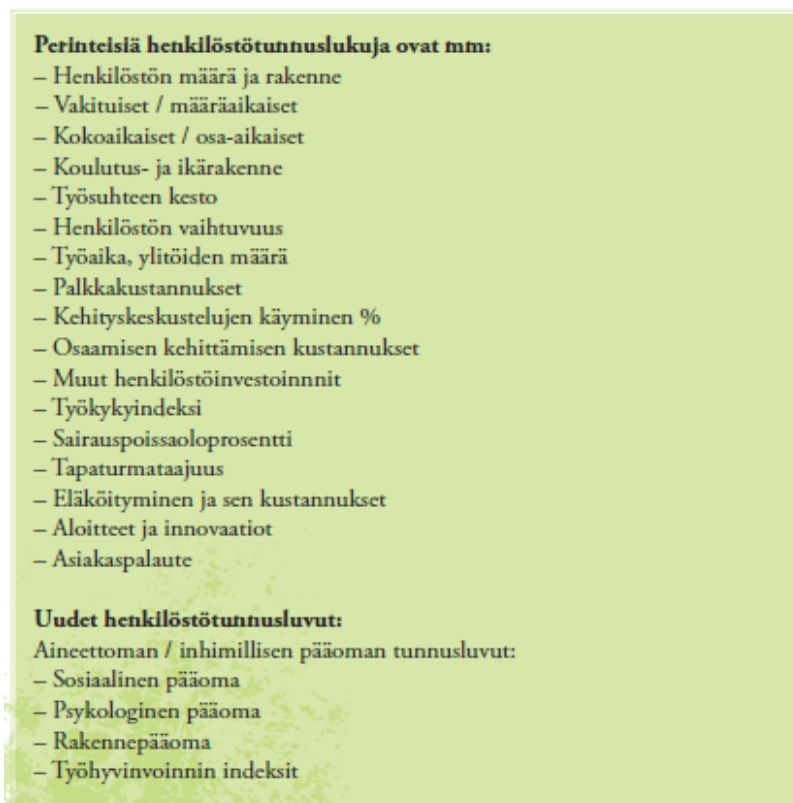 Perinteisiä henkilöstötunnuslukuja ovat mm:
– Henkilöstön määrä ja rakenne
– Vakituiset / määräaikaiset
– Kokoaikaiset / osa-aikaiset
– Koulutus- ja ikärakenne
– Työsuhteen kesto
– Henkilöstön vaihtuvuus
– Työaika, ylitöiden määrä
– Palkkakustannukset
– Kehityskeskustelujen käyminen %
– Osaamisen kehittämisen kustannukset
– Muut henkilöstöinvestoinnnit
– Työkykyindeksi
– Sairauspoissaoloprosentti
– Tapaturmataajuus
– Eläköityminen ja sen kustannukset
– Aloitteet ja innovaatiot
– Asiakaspalaute
Uudet henkilöstötunnusluvut:
Aineettoman / inhimillisen pääoman tunnusluvut:
– Sosiaalinen pääoma
– Psykologinen pääoma
– Rakennepääoma
– Työhyvinvoinnin indeksit